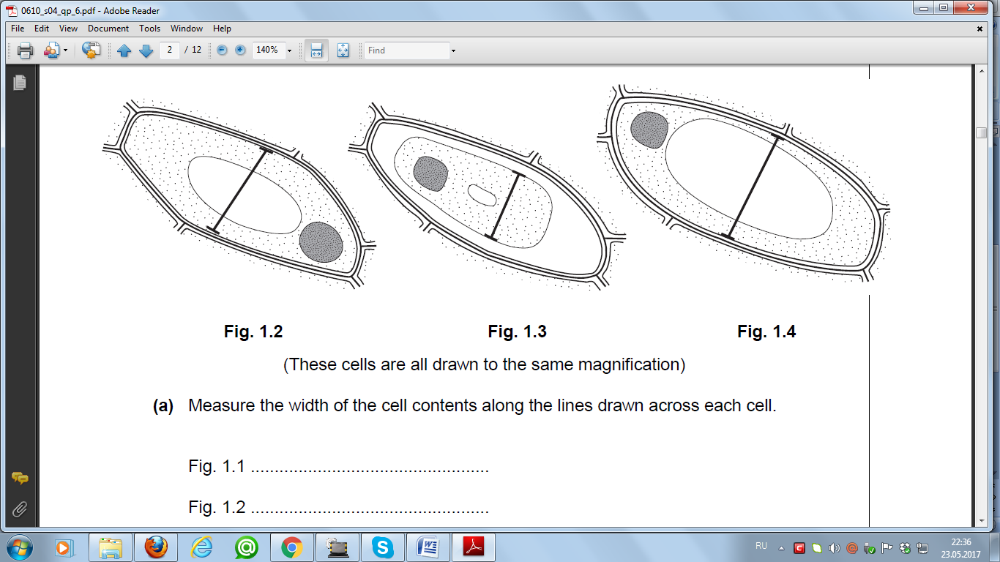 0610_s04_qp_6.pdf - Adobe Reader
File Edit View Document Tools Window Help
2 / 12 140% Find
Fig. 1.2 Fig. 1.3 Fig. 1.4
(These cells are all drawn to the same magnification)
(a) Measure the width of the cell contents along the lines drawn across each cell.
Fig. 1.1 ................................................
Fig. 1.2 ................................................
RU 22:36
23.05.2017